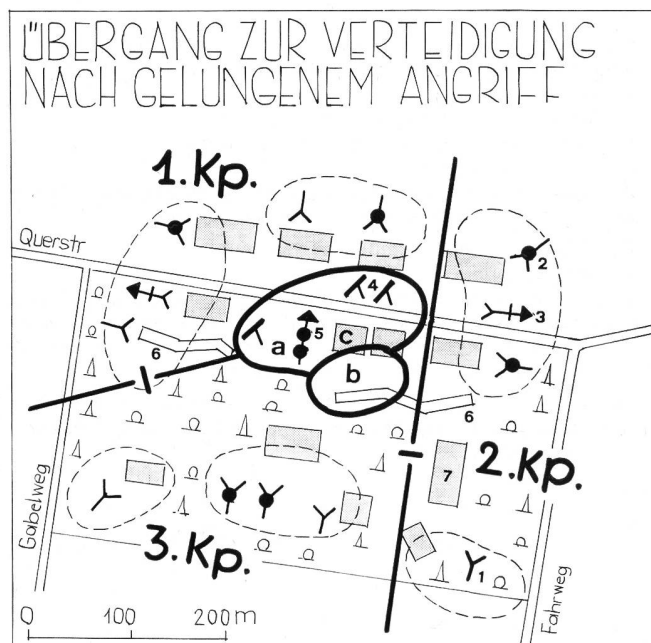 ÜBERGANG ZUR VERTEIDIGUNG
NACH GELUNGENEM ANGRIFF
1.Kp.
Querstr
2
4
3
5
c
a
6
b
6
7
2.Kp.
Gabelweg
3.Kp.
1
Fahrweg
0 100 200m